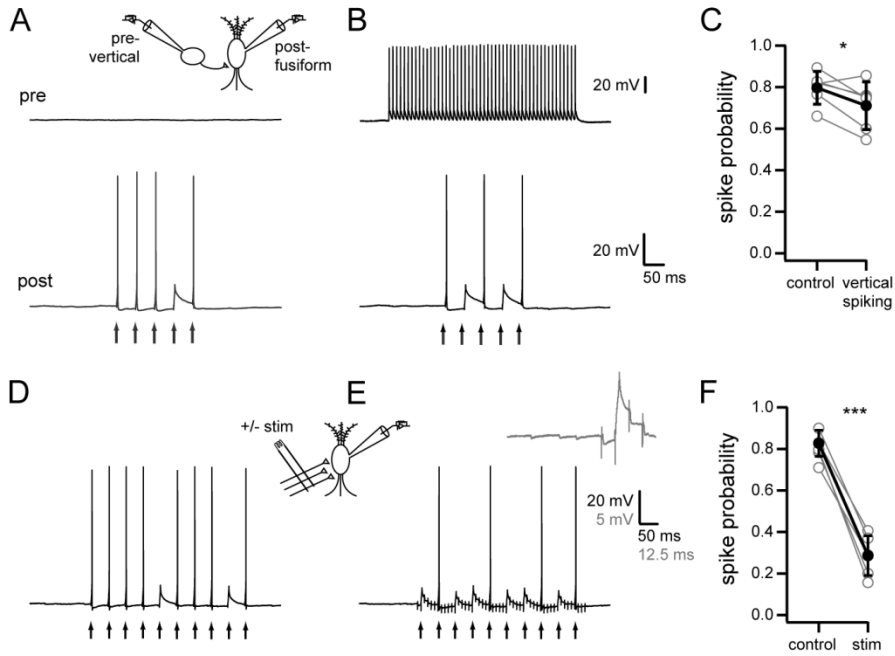 A
B
C
pre-
vertical
post-
fusiform
pre
20 mV
post
20 mV
50 ms
*
1.0
0.8
0.6
0.4
0.2
0.0
spike probability
control
vertical
spiking
D
E
F
+/- stim
20 mV
5 mV
50 ms
12.5 ms
***
1.0
0.8
0.6
0.4
0.2
0.0
spike probability
control
stim